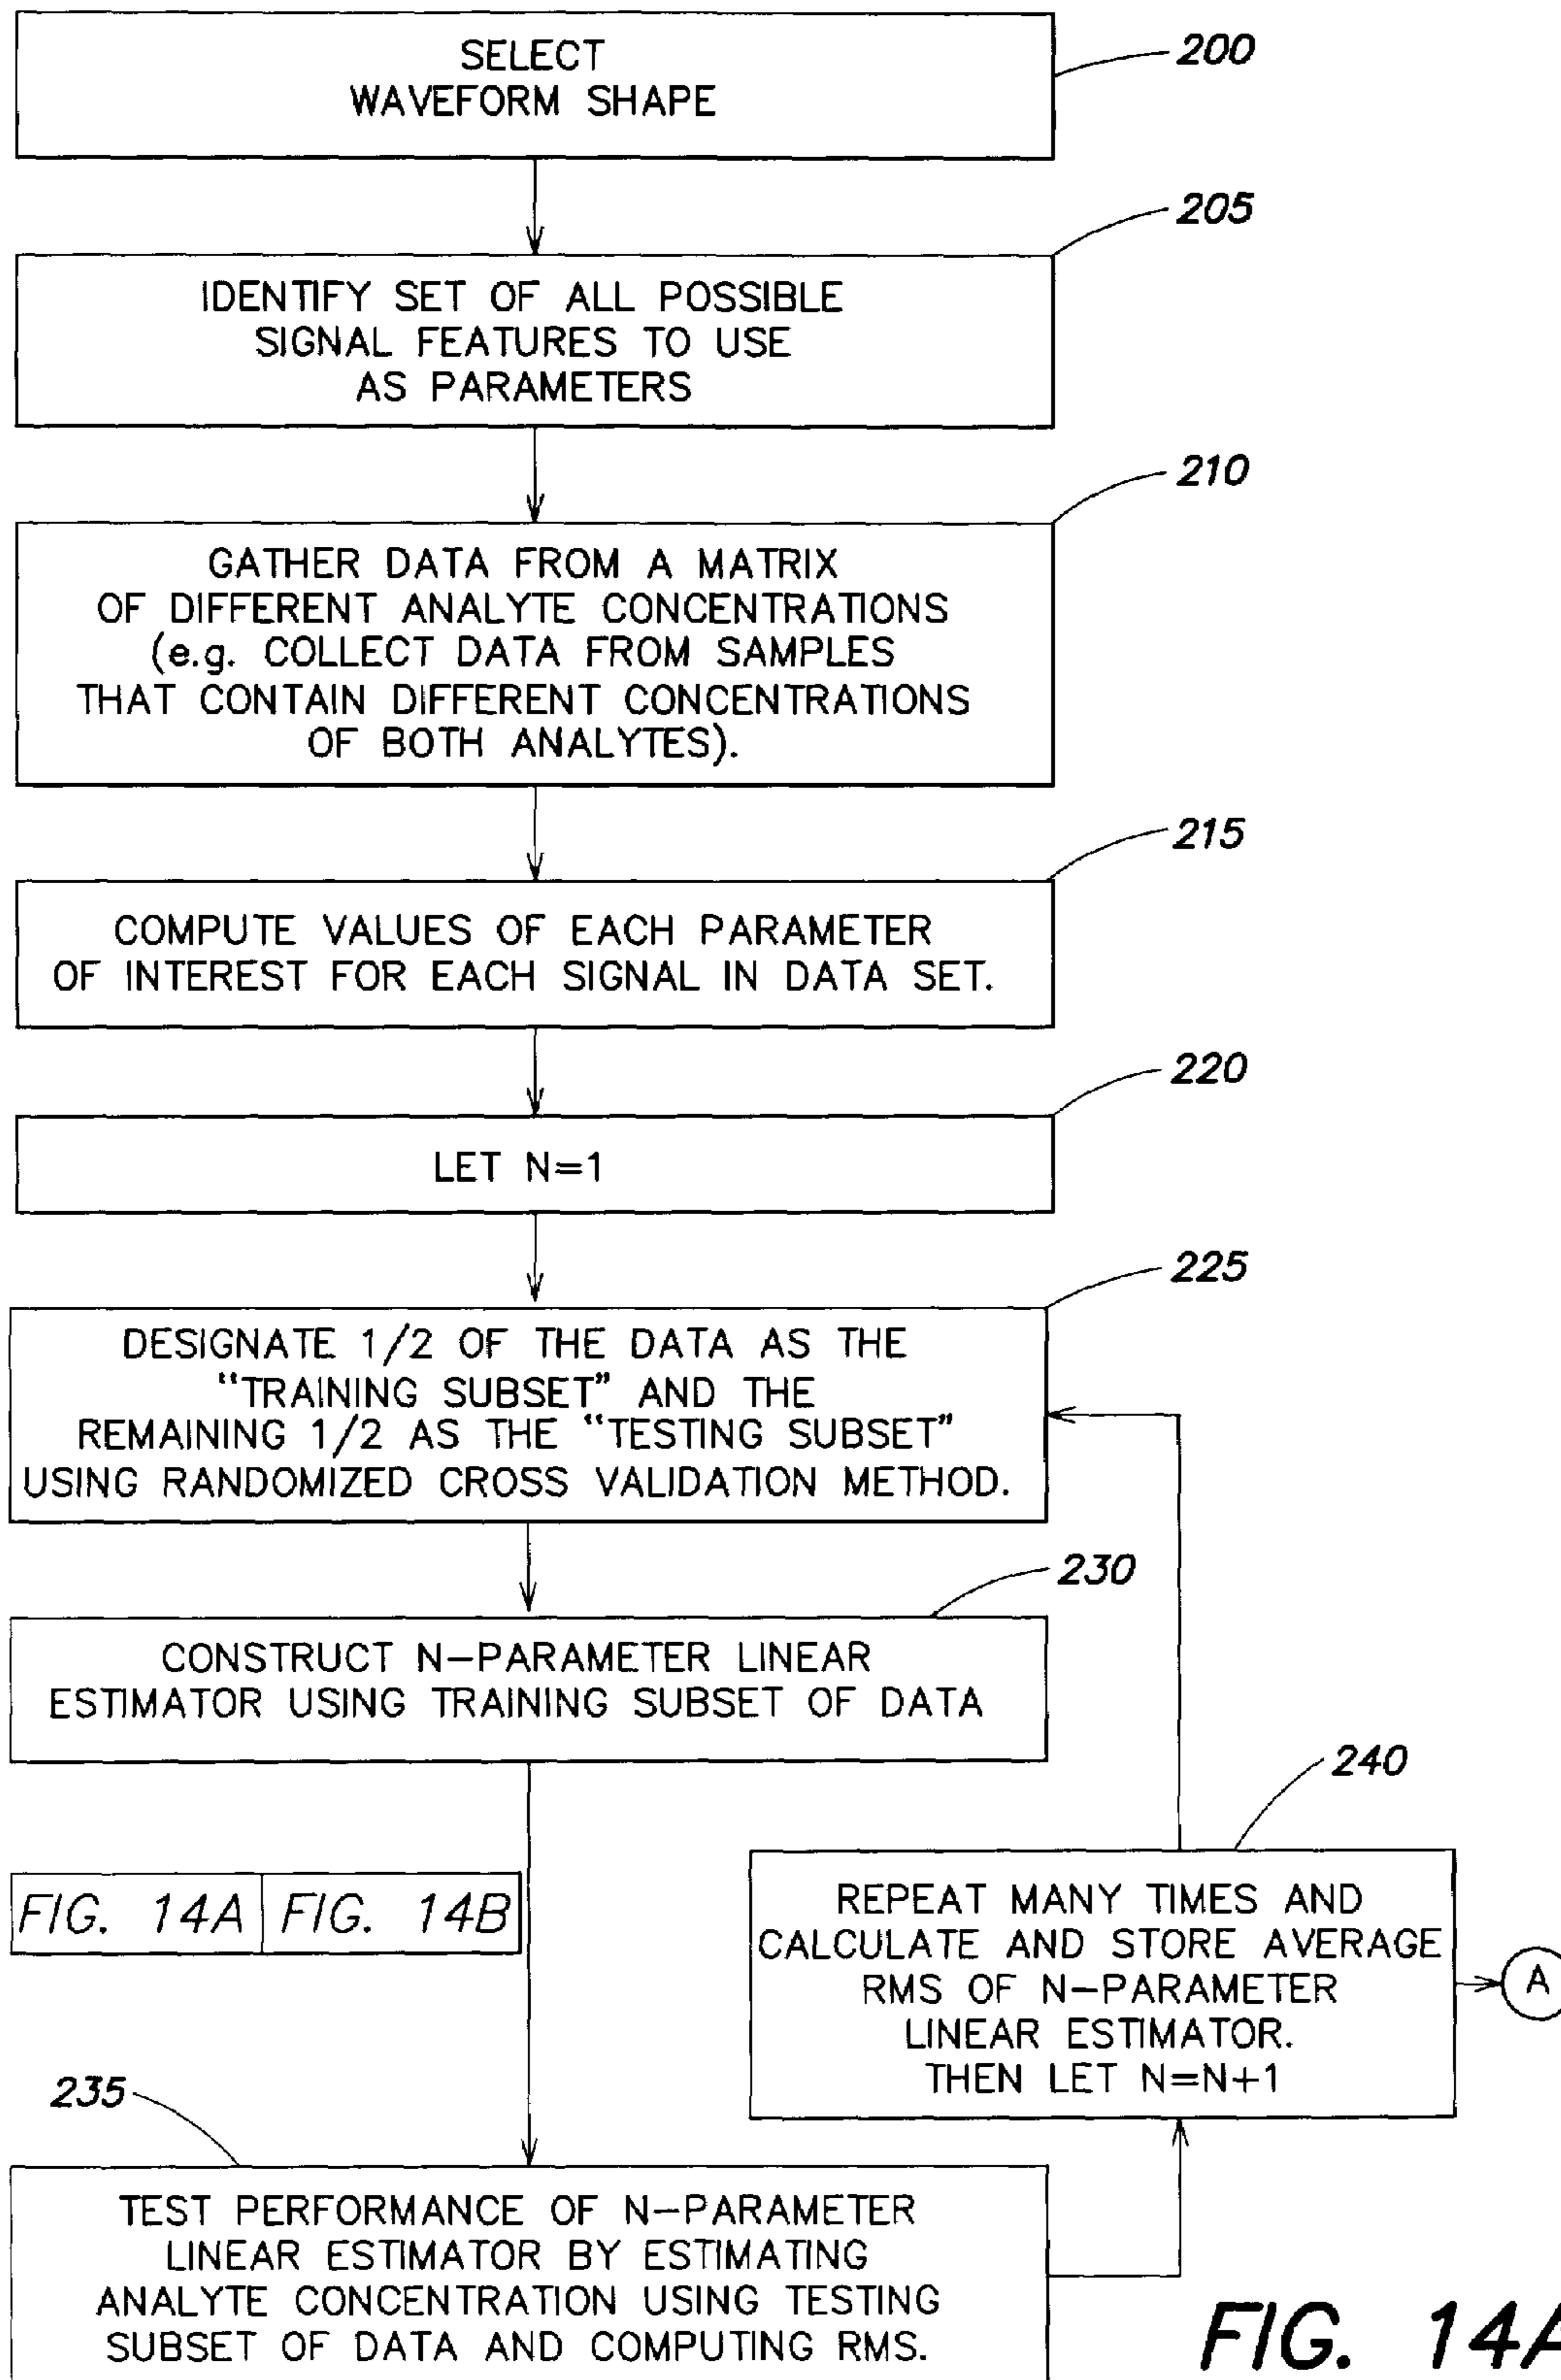 SELECT
WAVEFORM SHAPE
200
205
IDENTIFY SET OF ALL POSSIBLE
SIGNAL FEATURES TO USE
AS PARAMETERS
210
GATHER DATA FROM A MATRIX
OF DIFFERENT ANALYTE CONCENTRATIONS
(e.g. COLLECT DATA FROM SAMPLES
THAT CONTAIN DIFFERENT CONCENTRATIONS
OF BOTH ANALYTES).
215
COMPUTE VALUES OF EACH PARAMETER
OF INTEREST FOR EACH SIGNAL IN DATA SET.
220
LET N=1
225
DESIGNATE 1/2 OF THE DATA AS THE
“TRAINING SUBSET” AND THE
REMAINING 1/2 AS THE “TESTING SUBSET”
USING RANDOMIZED CROSS VALIDATION METHOD.
230
CONSTRUCT N–PARAMETER LINEAR
ESTIMATOR USING TRAINING SUBSET OF DATA
240
FIG. 14A FIG. 14B
REPEAT MANY TIMES AND
CALCULATE AND STORE AVERAGE
RMS OF N–PARAMETER
LINEAR ESTIMATOR.
THEN LET N=N+1
A
235
TEST PERFORMANCE OF N–PARAMETER
LINEAR ESTIMATOR BY ESTIMATING
ANALYTE CONCENTRATION USING TESTING
SUBSET OF DATA AND COMPUTING RMS.
FIG. 14A